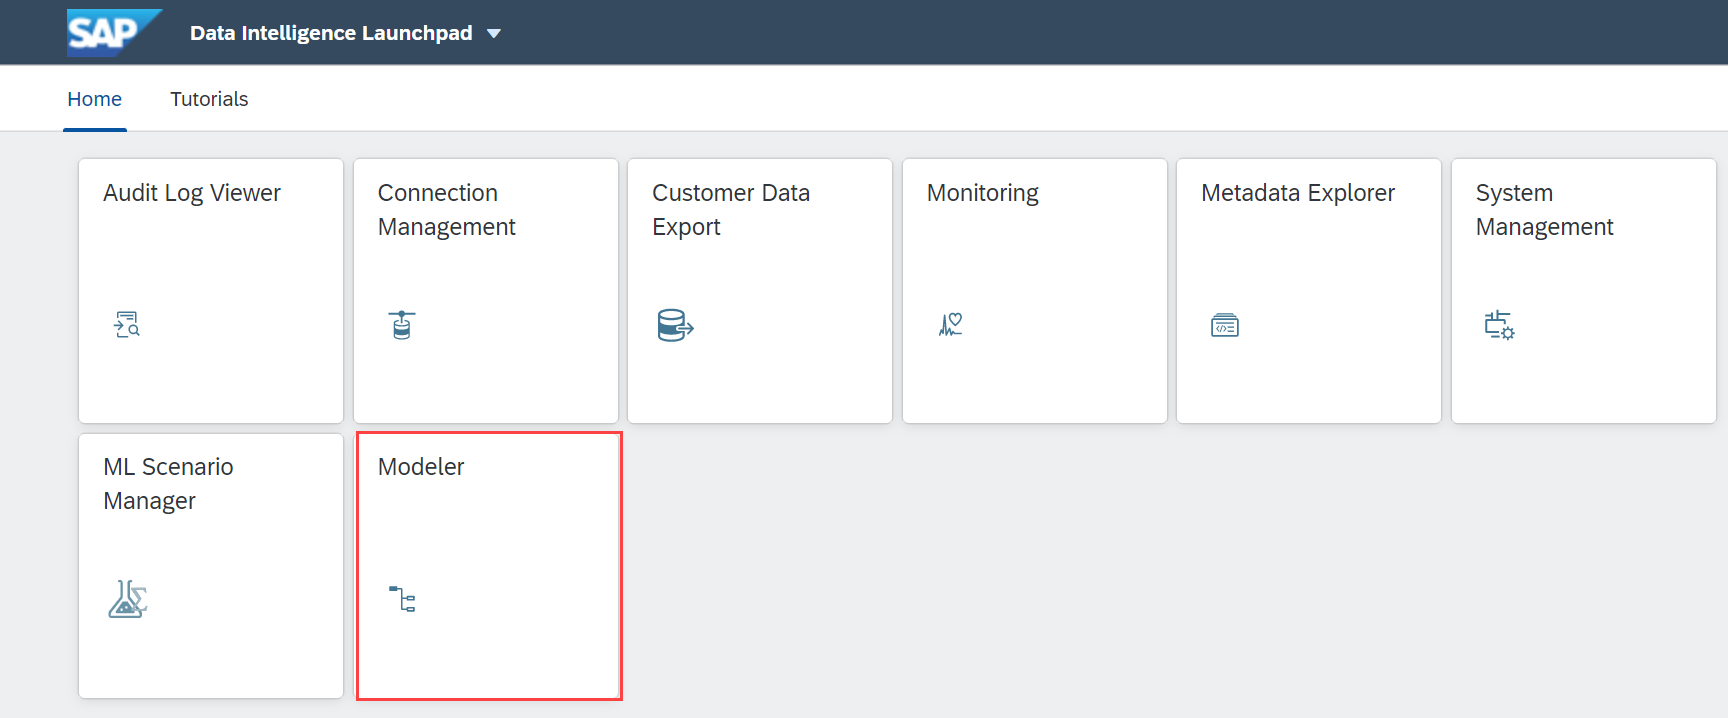 SAP
Data Intelligence Launchpad
Home
Tutorials
Audit Log Viewer
Connection
Management
Customer Data
Export
Monitoring
Metadata Explorer
System
Management
ML Scenario
Manager
Modeler